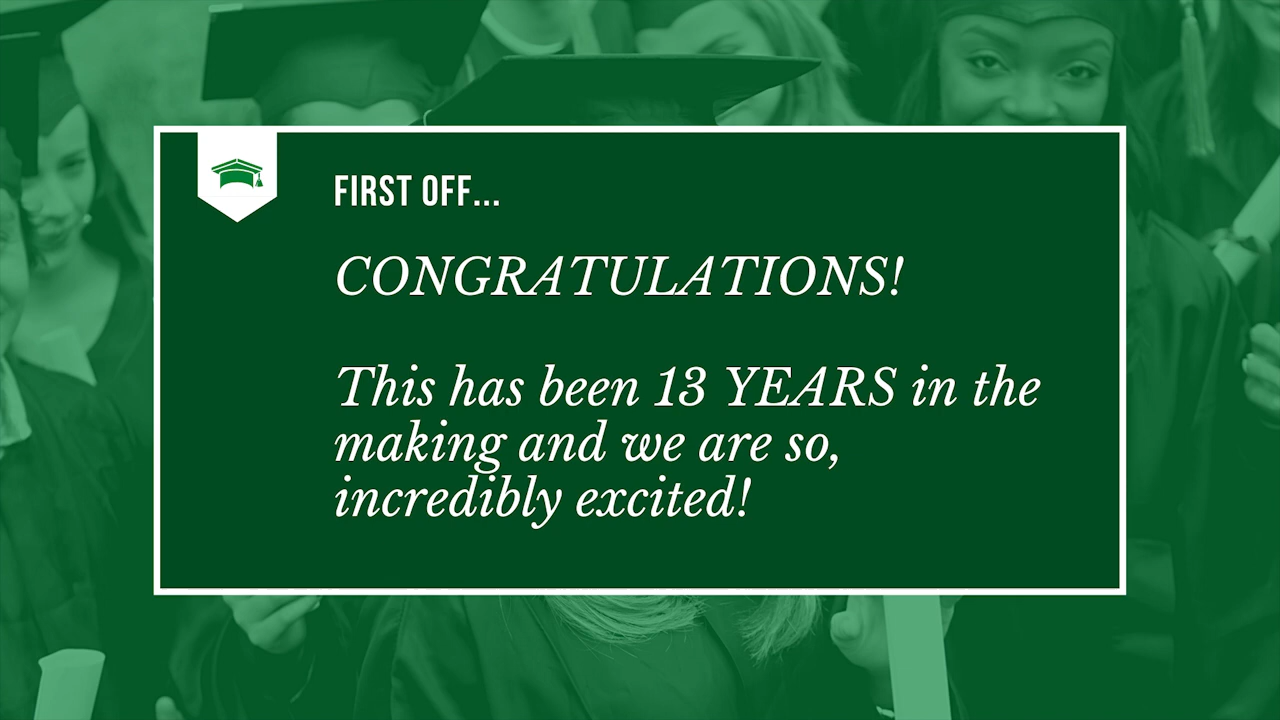 FIRST OFF...
CONGRATULATIONS!
This has been 13 YEARS in the
making and we are so,
incredibly excited!